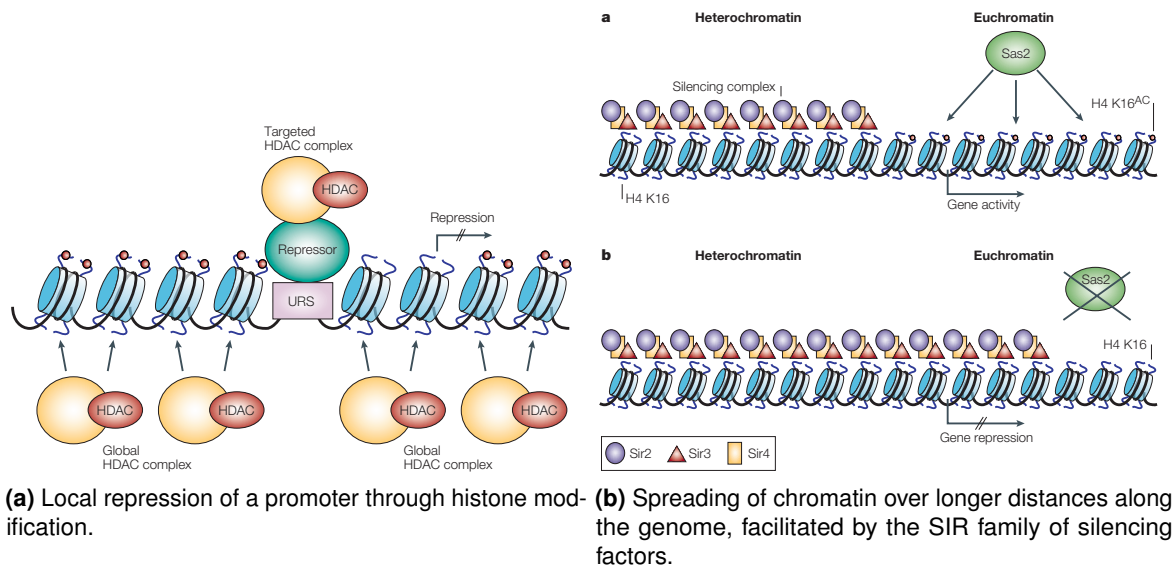 Targeted
HDAC complex
HDAC
Repressor
URS
Repression
HDAC
HDAC
HDAC
HDAC
Global
HDAC complex
Global
HDAC complex
(a) Local repression of a promoter through histone mod-
ification.
a
Heterochromatin
Euchromatin
Sas2
Silencing complex
H4 K16AC
H4 K16
Gene activity
b
Heterochromatin
Euchromatin
Sas2
H4 K16
Gene repression
Sir2 Sir3 Sir4
(b) Spreading of chromatin over longer distances along
the genome, facilitated by the SIR family of silencing
factors.